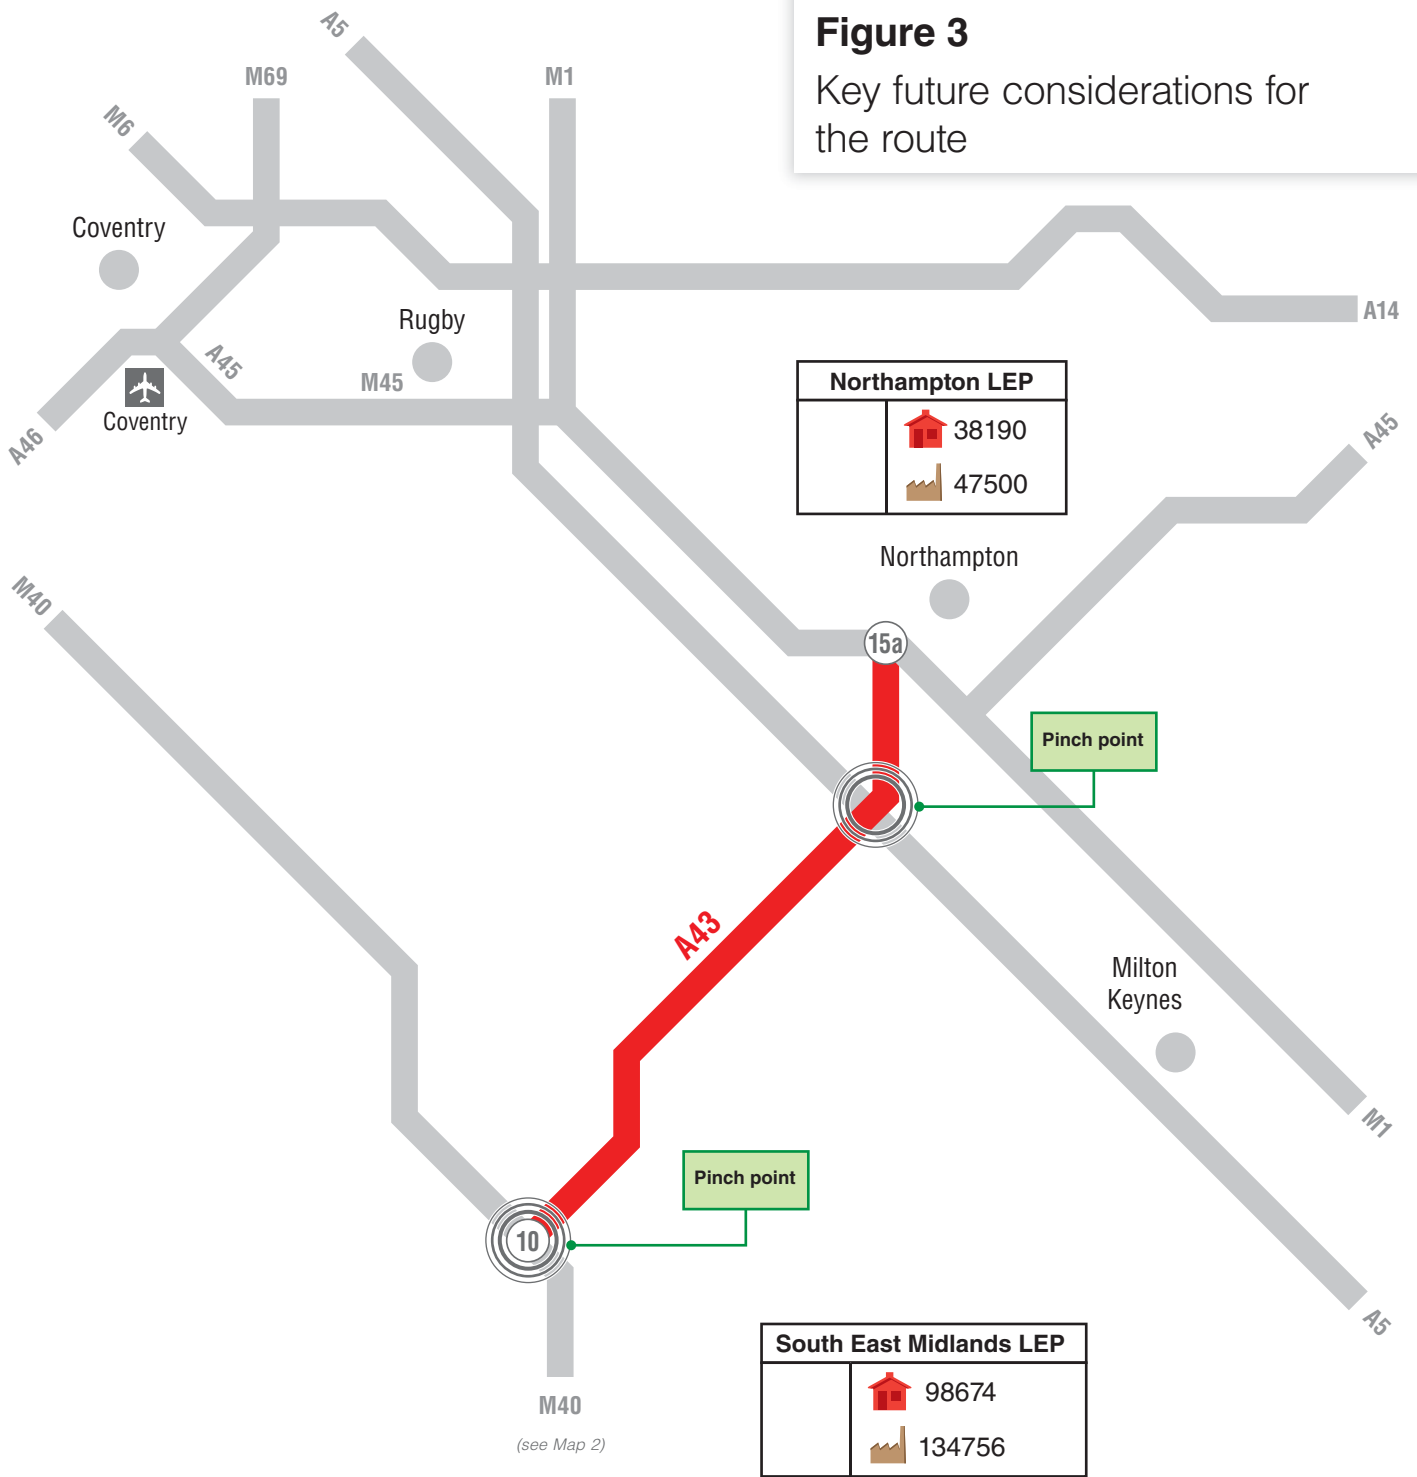 Figure 3
Key future considerations for
the route
A5
M69
M1
M6
Coventry
Rugby
A14
A45
M45
Coventry
A46
Northampton LEP
38190
47500
A45
Northampton
M40
15a
Pinch point
A43
Milton
Keynes
M1
Pinch point
10
A5
South East Midlands LEP
98674
134756
M40
(see Map 2)